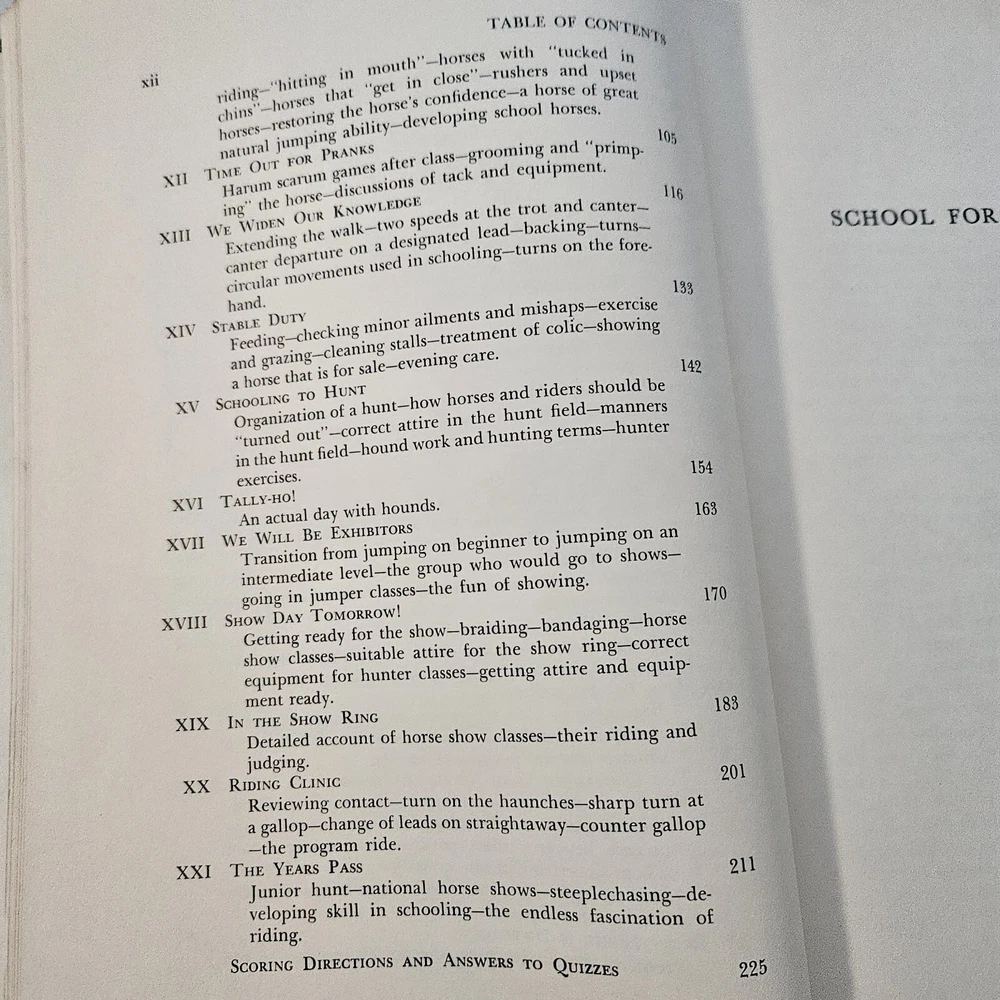 TABLE OF CONTENTS
xii
riding—"hitting in mouth"—horses with "tucked in
chins"—horses that "get in close"—rushers and upset
horses—restoring the horse's confidence—a horse of great
natural jumping ability—developing school horses.
XII TIME OUT FOR PRANKS 105
Harum scarum games after class—grooming and "primp-
ing" the horse—discussions of tack and equipment.
XIII WE WIDEN OUR KNOWLEDGE 116
Extending the walk—two speeds at the trot and canter—
canter departure on a designated lead—backing—turns—
circular movements used in schooling—turns on the fore-
hand.
XIV STABLE DUTY 133
Feeding—checking minor ailments and mishaps—exercise
and grazing—cleaning stalls—treatment of colic—showing
a horse that is for sale—evening care.
XV SCHOOLING TO HUNT 142
Organization of a hunt—how horses and riders should be
"turned out"—correct attire in the hunt field—manners
in the hunt field—hound work and hunting terms—hunter
exercises.
XVI TALLY-HO! 154
An actual day with hounds.
XVII WE WILL BE EXHIBITORS 163
Transition from jumping on beginner to jumping on an
intermediate level—the group who would go to shows—
going in jumper classes—the fun of showing.
XVIII SHOW DAY TOMORROW! 170
Getting ready for the show—braiding—bandaging—horse
show classes—suitable attire for the show ring—correct
equipment for hunter classes—getting attire and equip-
ment ready.
XIX IN THE SHOW RING 183
Detailed account of horse show classes—their riding and
judging.
XX RIDING CLINIC 201
Reviewing contact—turn on the haunches—sharp turn at
a gallop—change of leads on straightaway—counter gallop
—the program ride.
XXI THE YEARS PASS 211
Junior hunt—national horse shows—steeplechasing—de-
veloping skill in schooling—the endless fascination of
riding.
SCORING DIRECTIONS AND ANSWERS TO QUIZZES 225
SCHOOL FOR